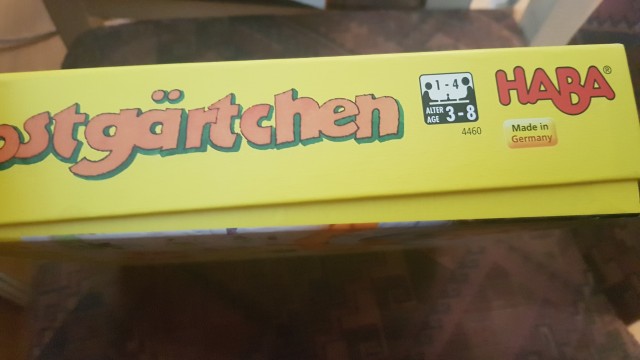 ostgärtchen
1-4
ALTER
AGE 3-8
4460
HABA®
Made in
Germany